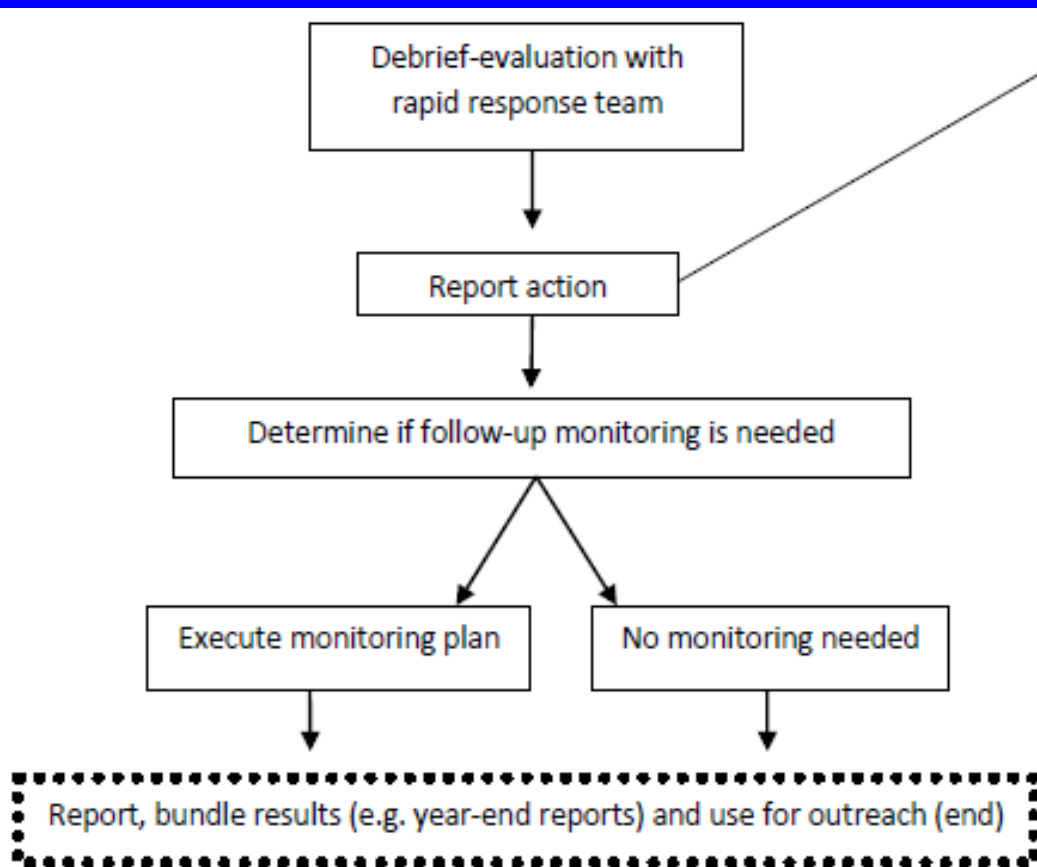 Debrief-evaluation with
rapid response team
Report action
Determine if follow-up monitoring is needed
Execute monitoring plan
No monitoring needed
Report, bundle results (e.g. year-end reports) and use for outreach (end)